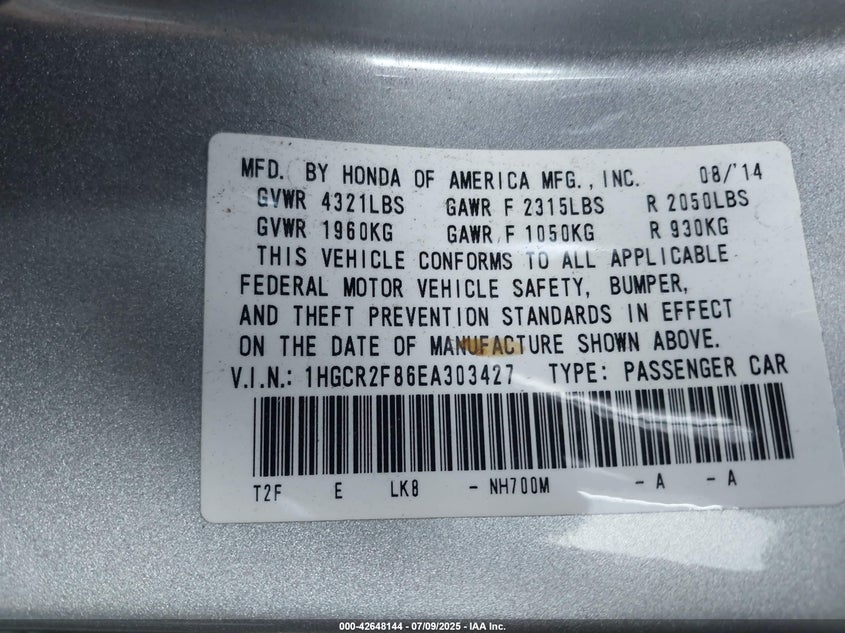 MFD. BY HONDA OF AMERICA MFG., INC. 08/'14
GVWR 4321LBS GAWR F 2315LBS R 2050LBS
GVWR 1960KG GAWR F 1050KG R 930KG
THIS VEHICLE CONFORMS TO ALL APPLICABLE
FEDERAL MOTOR VEHICLE SAFETY, BUMPER,
AND THEFT PREVENTION STANDARDS IN EFFECT
ON THE DATE OF MANUFACTURE SHOWN ABOVE.
V.I.N.: 1HGCR2F86EA303427 TYPE: PASSENGER CAR
T2F E LK8 - NH700M - A - A
000-42648144 / 07/09/2025 - IAA Inc.